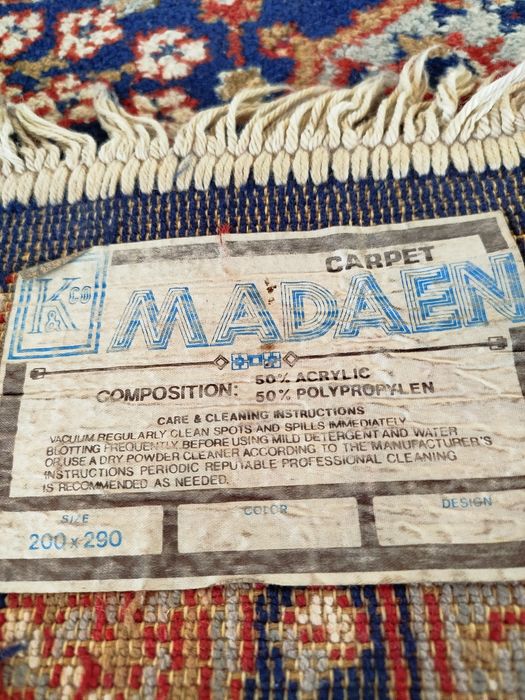 K&CO
CARPET
MADAEN
COMPOSITION: 50% ACRYLIC
50% POLYPROPYLEN
CARE & CLEANING INSTRUCTIONS
VACUUM REGULARLY CLEAN SPOTS AND SPILLS IMMEDIATELY
BLOTTING FREQUENTLY BEFORE USING MILD DETERGENT AND WATER
OR USE A DRY POWDER CLEANER ACCORDING TO THE MANUFACTURER'S
INSTRUCTIONS PERIODIC REPUTABLE PROFESSIONAL CLEANING
IS RECOMMENDED AS NEEDED.
SIZE COLOR DESIGN
200 x 290